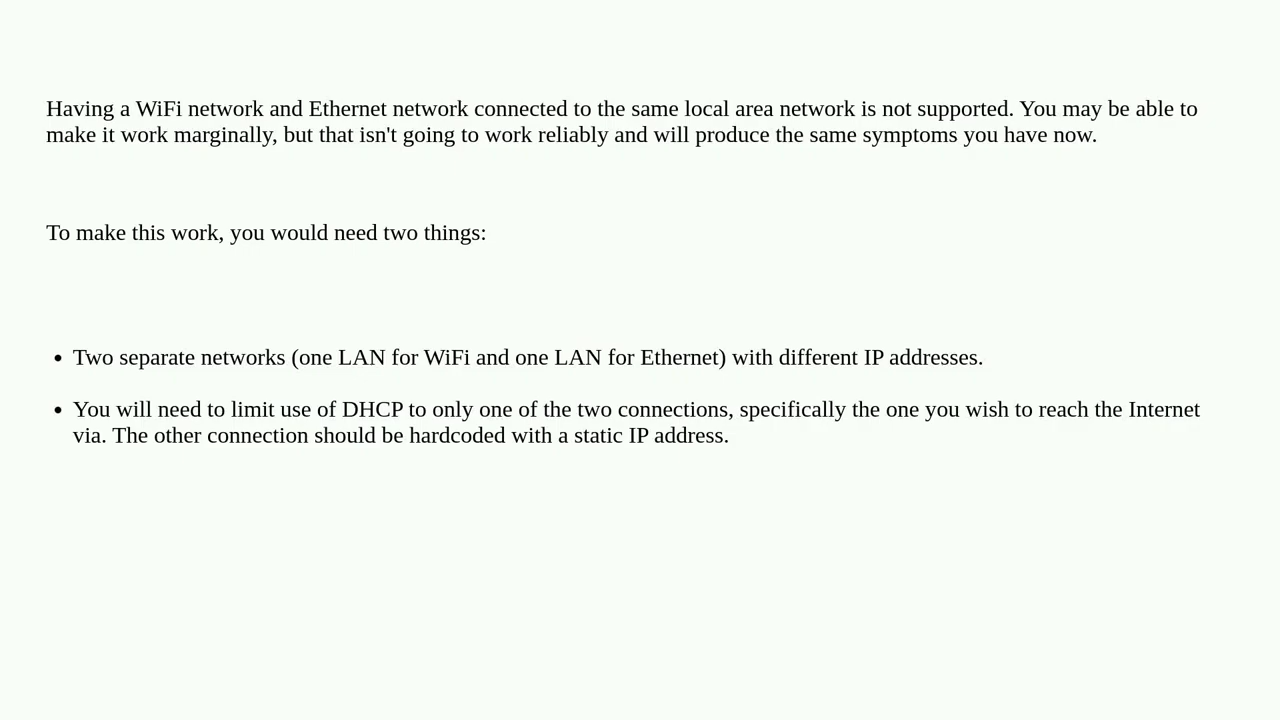 Having a WiFi network and Ethernet network connected to the same local area network is not supported. You may be able to
make it work marginally, but that isn't going to work reliably and will produce the same symptoms you have now.
To make this work, you would need two things:
• Two separate networks (one LAN for WiFi and one LAN for Ethernet) with different IP addresses.
• You will need to limit use of DHCP to only one of the two connections, specifically the one you wish to reach the Internet
via. The other connection should be hardcoded with a static IP address.